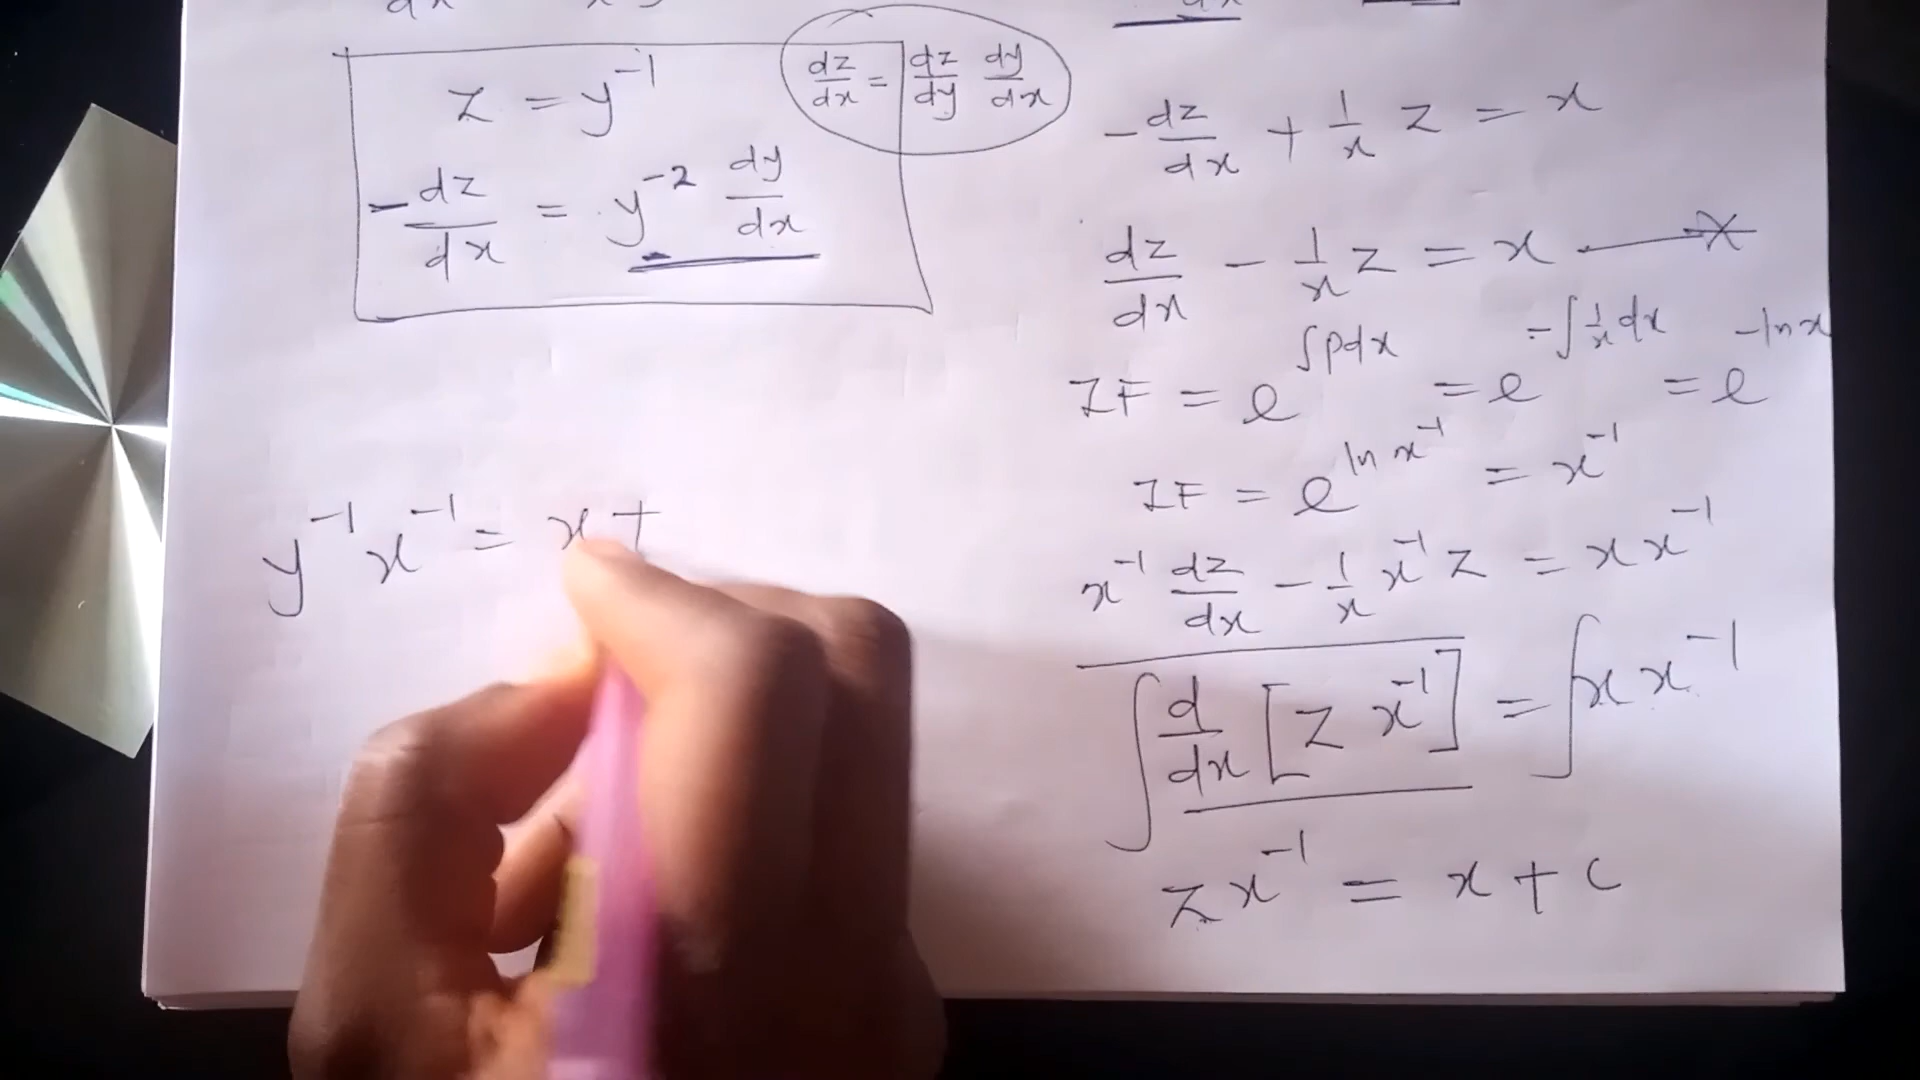 z = y^-1
dz/dx = dz/dy dy/dx
-dz/dx = y^-2 dy/dx
y^-1 x^-1 = x +
-dz/dx + 1/x z = x
dz/dx - 1/x z = x
IF = e^∫pdx = e^-∫1/x dx = e^-ln x
IF = e^ln x^-1 = x^-1
x^-1 dz/dx - 1/x x^-1 z = x x^-1
∫ d/dx [z x^-1] = ∫ x x^-1
z x^-1 = x + c